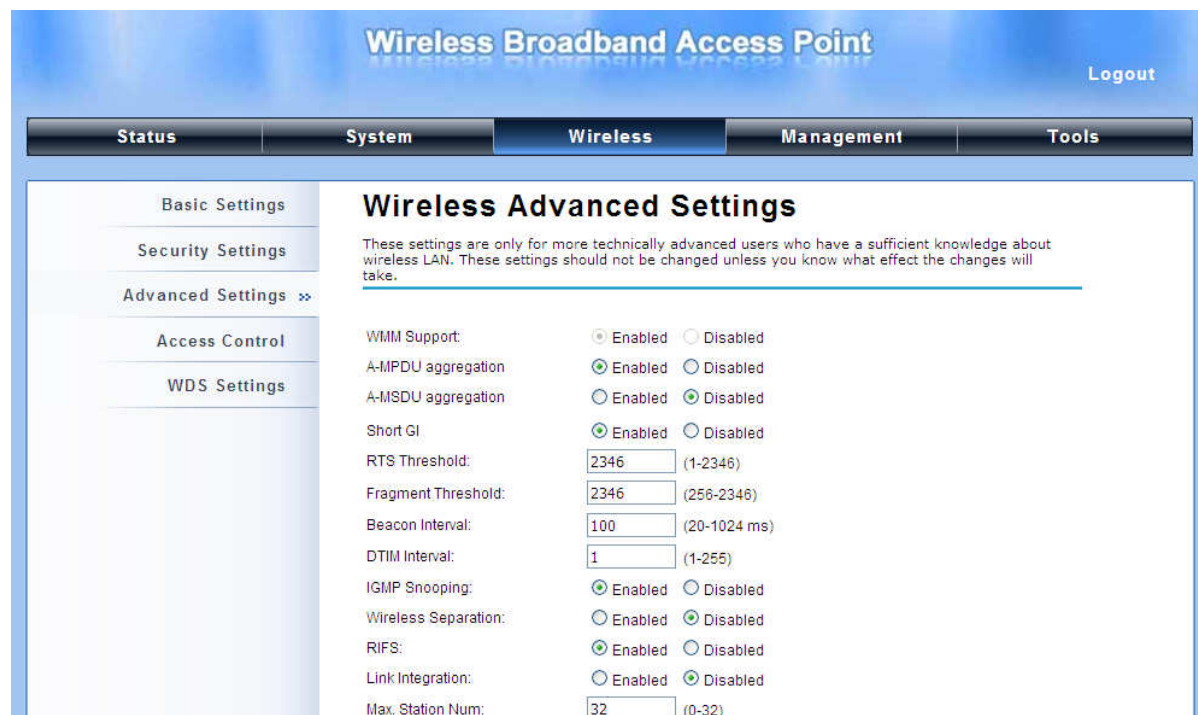 Wireless Broadband Access Point
Logout
Status System Wireless Management Tools
Basic Settings
Security Settings
Advanced Settings »
Access Control
WDS Settings
Wireless Advanced Settings
These settings are only for more technically advanced users who have a sufficient knowledge about
wireless LAN. These settings should not be changed unless you know what effect the changes will
take.
WMM Support: Enabled Disabled
A-MPDU aggregation Enabled Disabled
A-MSDU aggregation Enabled Disabled
Short GI Enabled Disabled
RTS Threshold: 2346 (1-2346)
Fragment Threshold: 2346 (256-2346)
Beacon Interval: 100 (20-1024 ms)
DTIM Interval: 1 (1-255)
IGMP Snooping: Enabled Disabled
Wireless Separation: Enabled Disabled
RIFS: Enabled Disabled
Link Integration: Enabled Disabled
Max. Station Num: 32 (0-32)